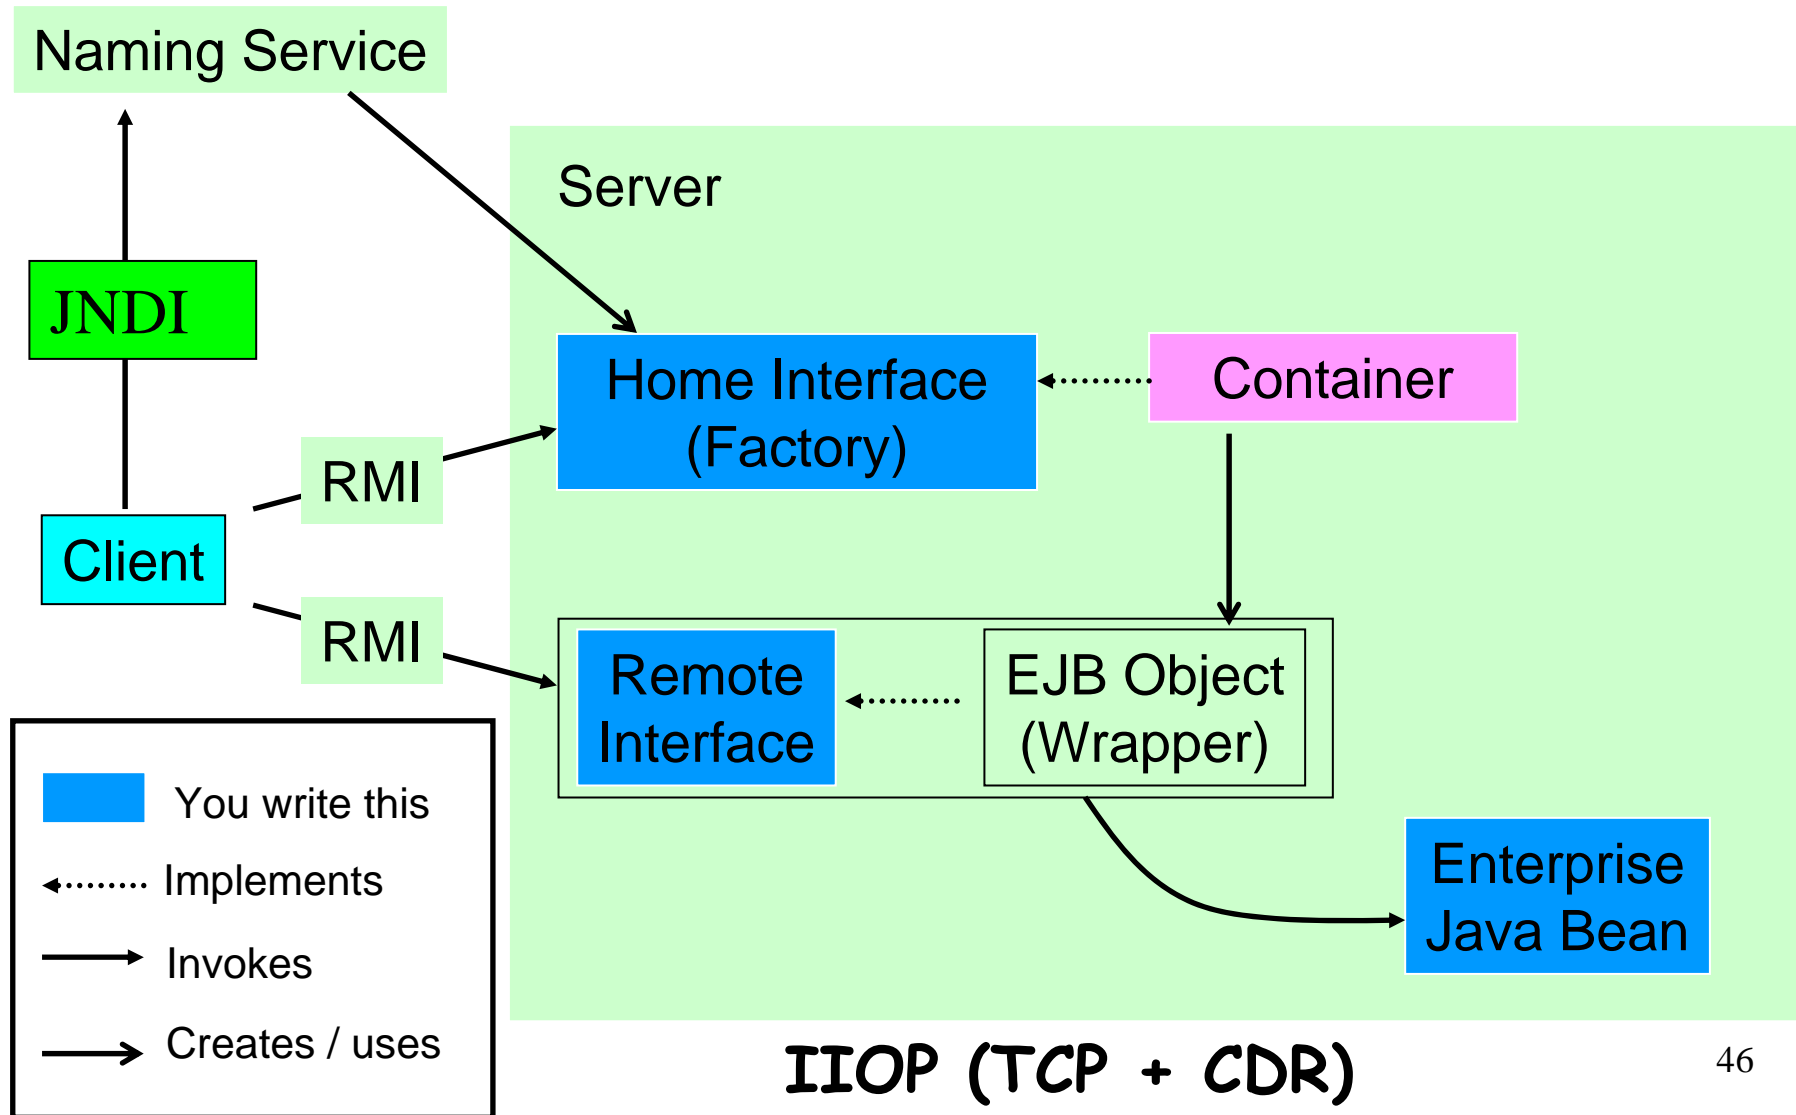 Naming Service
Server
JNDI
Home Interface
(Factory)
Container
RMI
Client
RMI
Remote
Interface
EJB Object
(Wrapper)
You write this
Implements
Invokes
Creates / uses
Enterprise
Java Bean
IIOP (TCP + CDR)
46